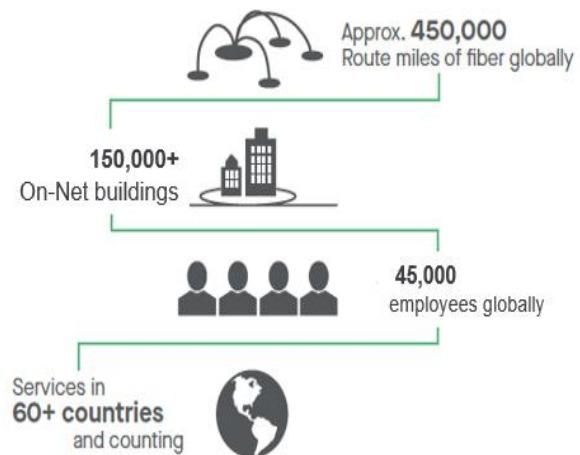 Approx. 450,000
Route miles of fiber globally
150,000+
On-Net buildings
45,000
employees globally
Services in
60+ countries
and counting